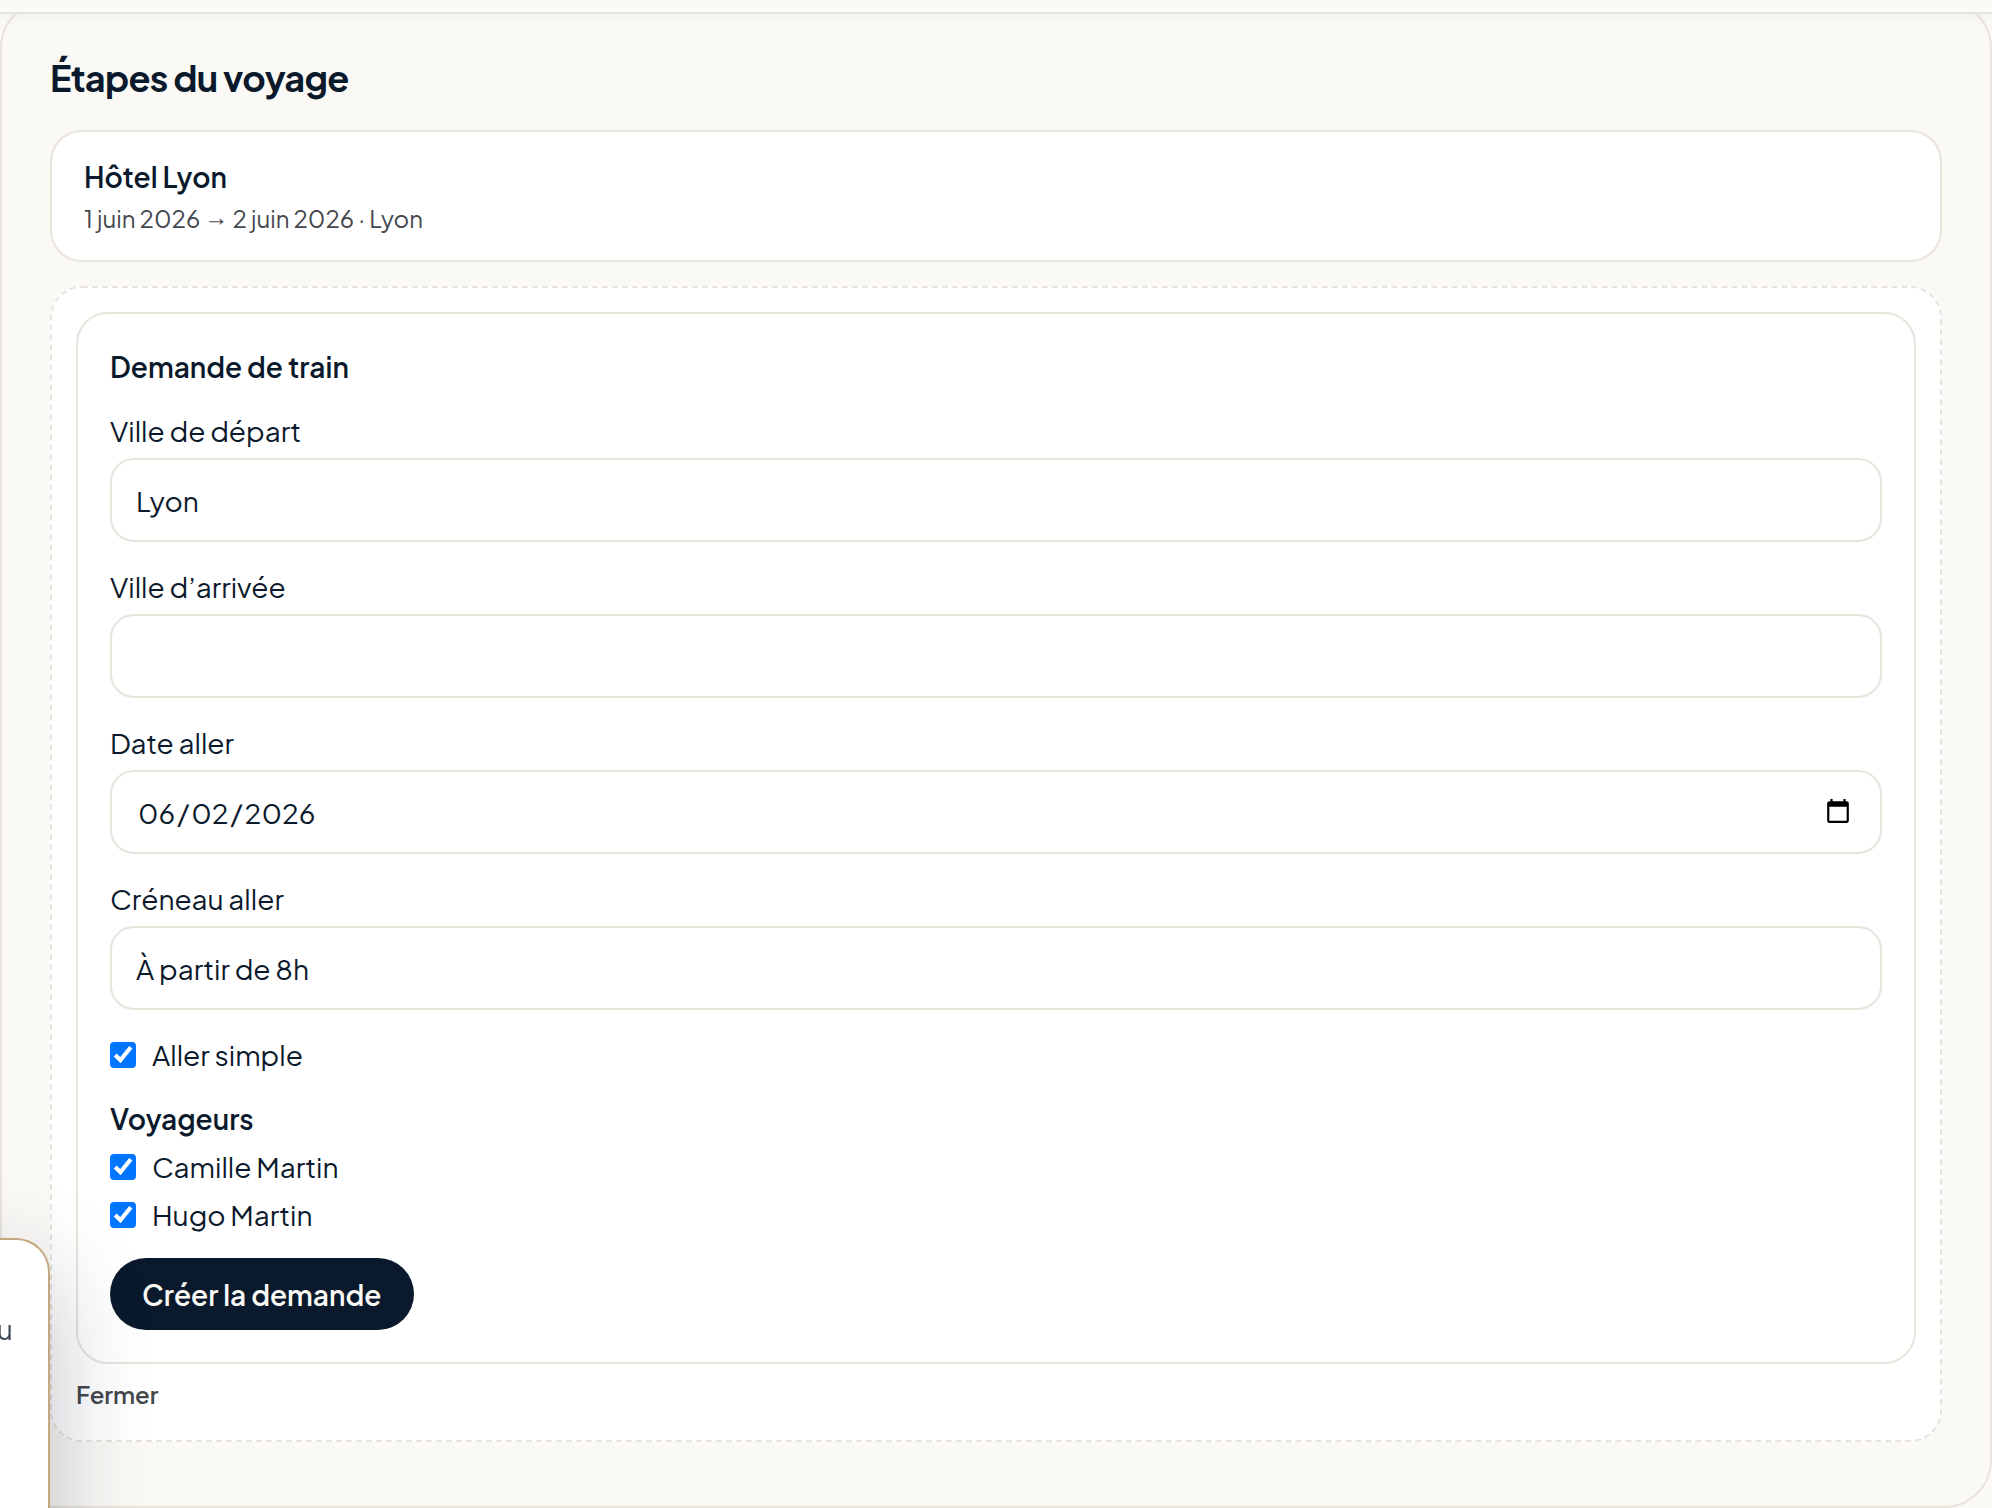 Étapes du voyage
Hôtel Lyon
1 juin 2026 → 2 juin 2026 · Lyon
Demande de train
Ville de départ
Lyon
Ville d’arrivée
Date aller
06/02/2026
Créneau aller
À partir de 8h
Aller simple
Voyageurs
Camille Martin
Hugo Martin
Créer la demande
u
Fermer